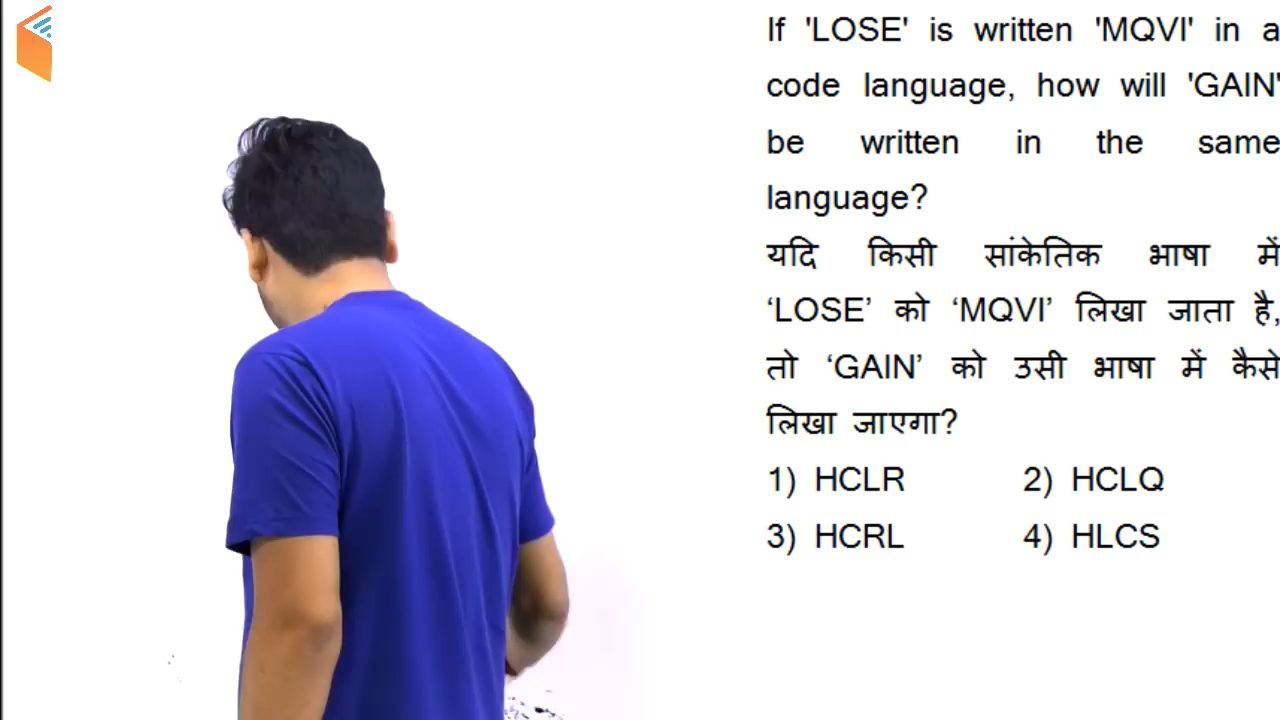 If 'LOSE' is written 'MQVI' in a
code language, how will 'GAIN'
be written in the same
language?
यदि किसी सांकेतिक भाषा में
‘LOSE’ को ‘MQVI’ लिखा जाता है,
तो ‘GAIN’ को उसी भाषा में कैसे
लिखा जाएगा?
1) HCLR 2) HCLQ
3) HCRL 4) HLCS